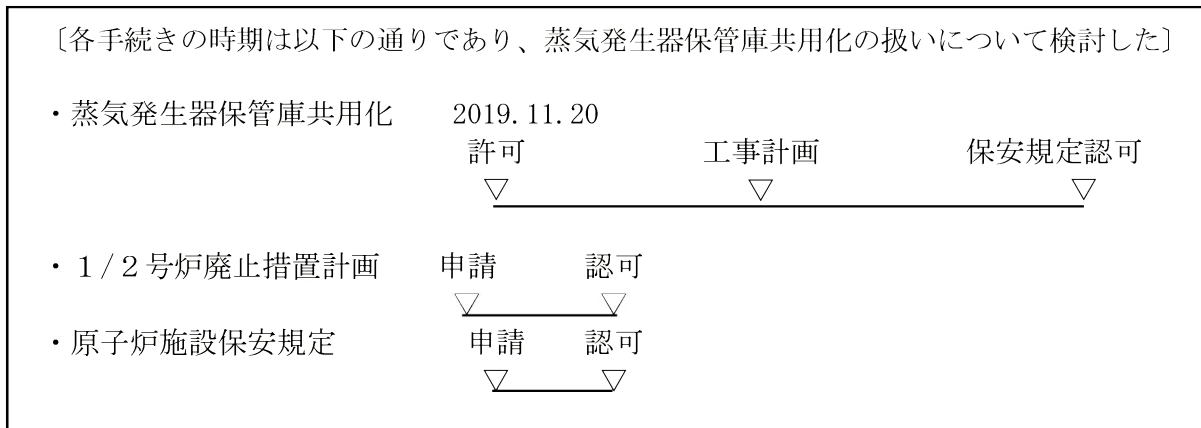 〔各手続きの時期は以下の通りであり、蒸気発生器保管庫共用化の扱いについて検討した〕
・蒸気発生器保管庫共用化 2019.11.20
許可 工事計画 保安規定認可
▽ ▽ ▽
・1/2号炉廃止措置計画 申請 認可
▽ ▽
・原子炉施設保安規定 申請 認可
▽ ▽